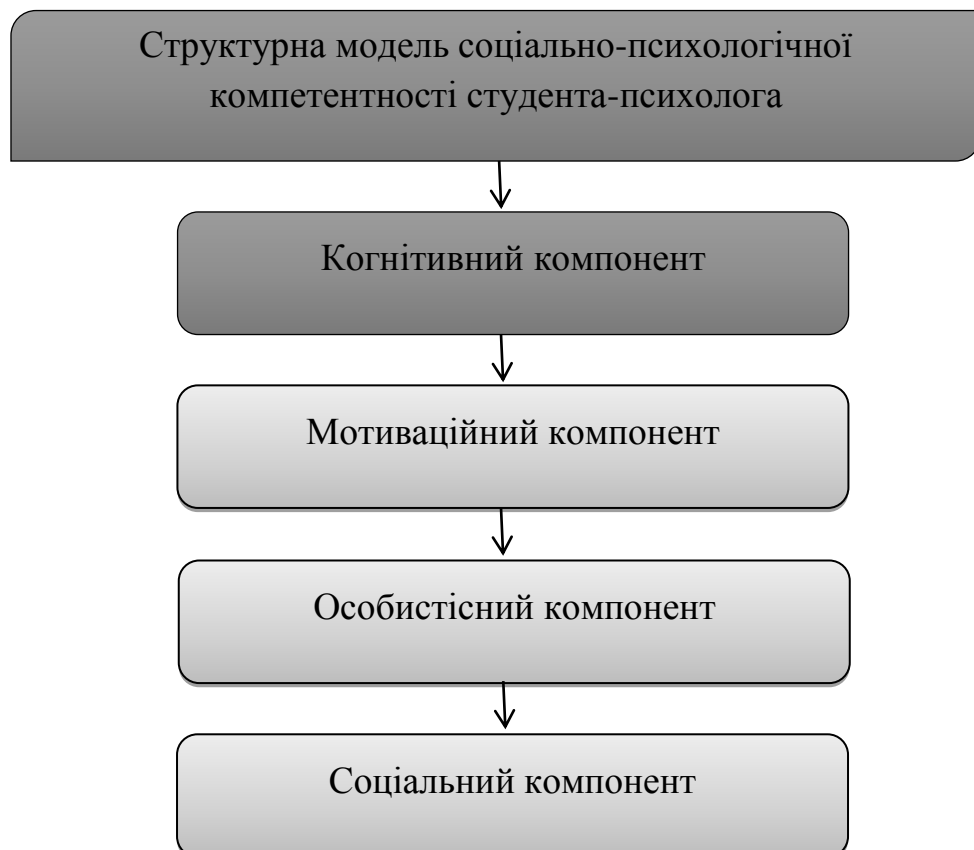 Структурна модель соціально-психологічної
компетентності студента-психолога
Когнітивний компонент
Мотиваційний компонент
Особистісний компонент
Соціальний компонент